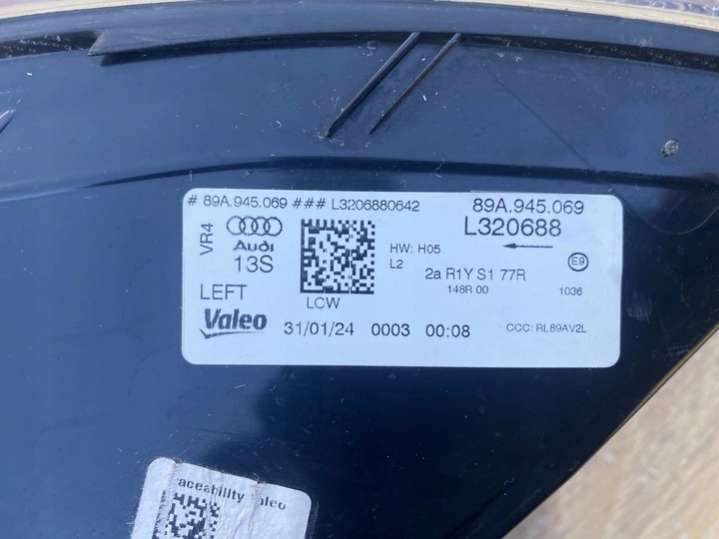 # 89A.945.069 ### L3206880642
89A.945.069
L320688
VR4
Audi
13S
HW: H05
L2
E9
2a R1Y S1 77R
148R 00
1036
LEFT
LCW
Valeo
31/01/24 0003 00:08
CCC: RL89AV2L
raceability valeo